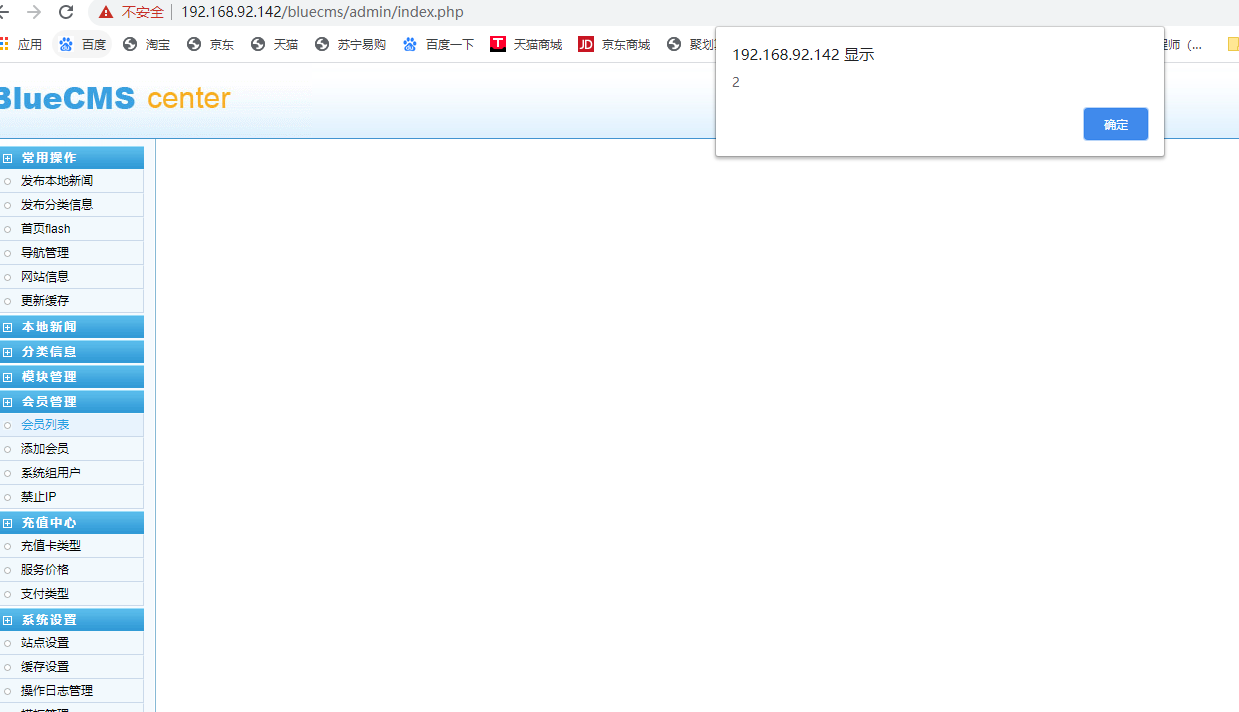 不安全 192.168.92.142/bluecms/admin/index.php
应用 百度 淘宝 京东 天猫 苏宁易购 百度一下 天猫商城 京东商城 聚划
192.168.92.142 显示
2
确定
BlueCMS center
常用操作
发布本地新闻
发布分类信息
首页flash
导航管理
网站信息
更新缓存
本地新闻
分类信息
模块管理
会员管理
会员列表
添加会员
系统组用户
禁止IP
充值中心
充值卡类型
服务价格
支付类型
系统设置
站点设置
缓存设置
操作日志管理